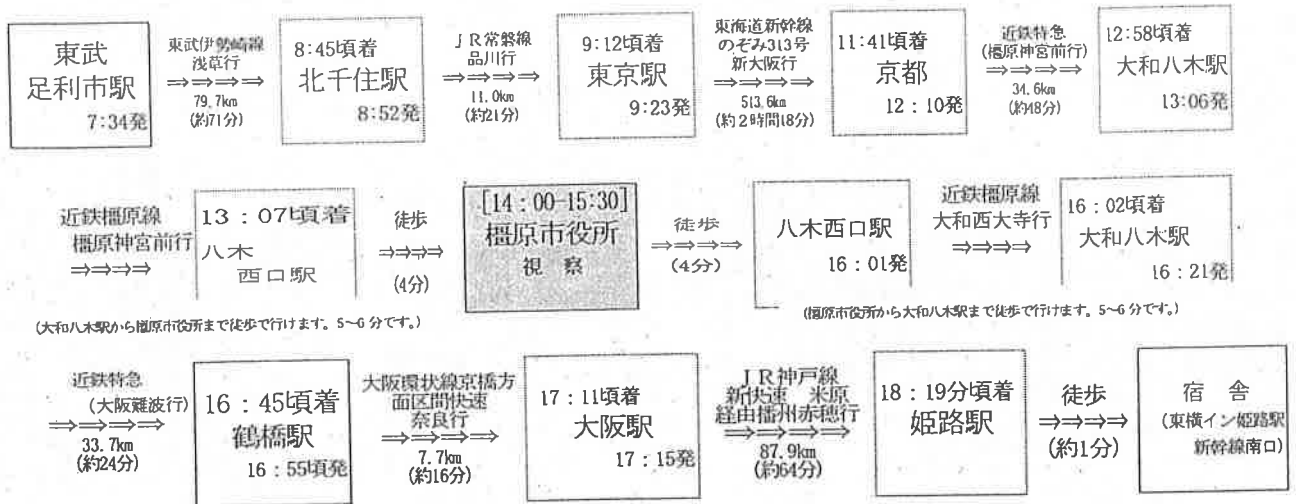 東武
足利市駅
7:34発
東武伊勢崎線
浅草行
⇒⇒⇒⇒
79.7km
(約71分)
8:45頃着
北千住駅
8:52発
ＪＲ常磐線
品川行
⇒⇒⇒⇒
11.0km
(約21分)
9:12頃着
東京駅
9:23発
東海道新幹線
のぞみ313号
新大阪行
⇒⇒⇒⇒
513.6km
(約２時間18分)
11:41頃着
京都
12：10発
近鉄特急
(橿原神宮前行)
⇒⇒⇒⇒
34.6km
(約48分)
12:58頃着
大和八木駅
13:06発
近鉄橿原線
橿原神宮前行
⇒⇒⇒⇒
13：07頃着
八木
西口駅
徒歩
⇒⇒⇒⇒
(4分)
[14：00-15:30]
橿原市役所
視 察
徒歩
⇒⇒⇒⇒
(4分)
八木西口駅
16：01発
近鉄橿原線
大和西大寺行
⇒⇒⇒⇒
16：02頃着
大和八木駅
16：21発
(大和八木駅から橿原市役所まで徒歩で行けます。5～6 分です。)
(橿原市役所から大和八木駅まで徒歩で行けます。5～6 分です。)
近鉄特急
(大阪難波行)
⇒⇒⇒⇒
33.7km
(約24分)
16：45頃着
鶴橋駅
16：55頃発
大阪環状線京橋方
面区間快速
奈良行
⇒⇒⇒⇒
7.7km
(約16分)
17：11頃着
大阪駅
17：15発
ＪＲ神戸線
新快速 米原
経由播州赤穂行
⇒⇒⇒⇒
87.9km
(約64分)
18：19分頃着
姫路駅
徒歩
⇒⇒⇒⇒
(約1分)
宿 舎
(東横イン姫路駅
新幹線南口)